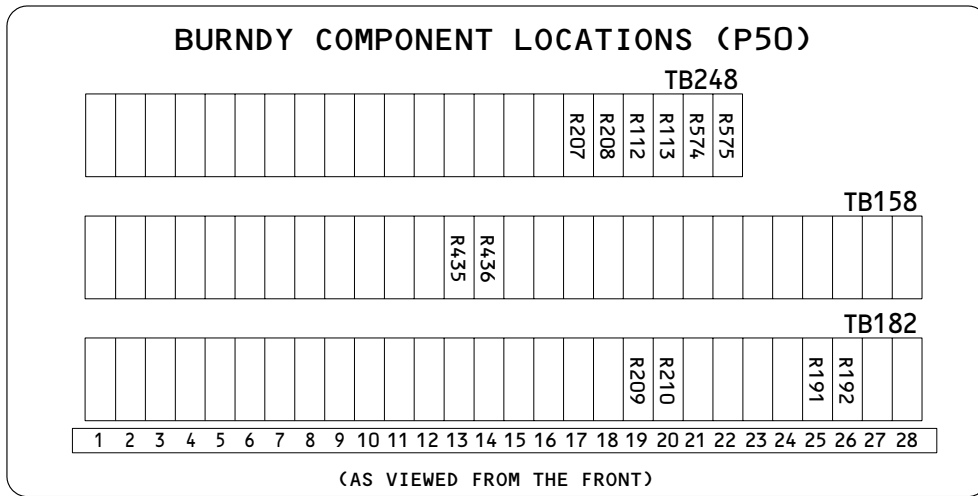 BURNDY COMPONENT LOCATIONS (P50)
TB248
R207 R208 R112 R113 R574 R575
TB158
R435 R436
TB182
R209 R210 R191 R192
1 2 3 4 5 6 7 8 9 10 11 12 13 14 15 16 17 18 19 20 21 22 23 24 25 26 27 28
(AS VIEWED FROM THE FRONT)